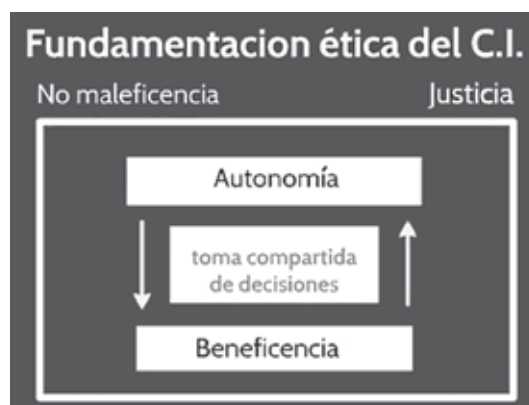 Fundamentacion ética del C.I.
No maleficencia Justicia
Autonomía
toma compartida
de decisiones
Beneficencia